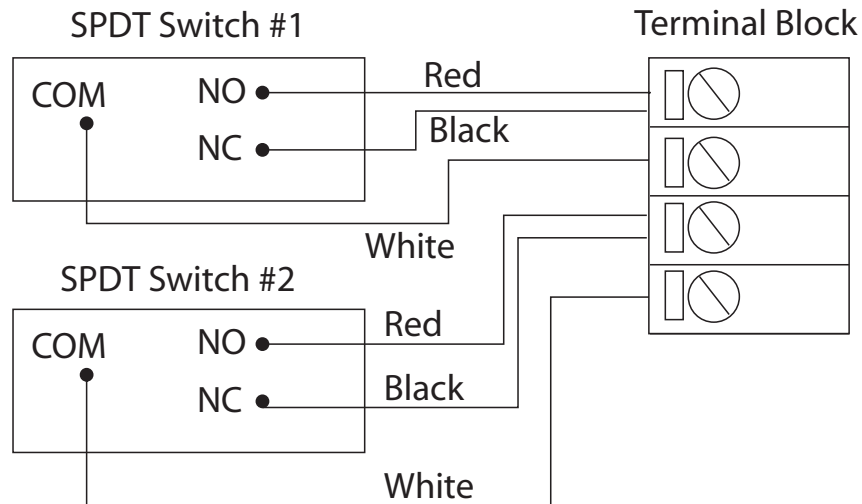 SPDT Switch #1
Terminal Block
COM
NO
Red
NC
Black
White
SPDT Switch #2
COM
NO
Red
NC
Black
White